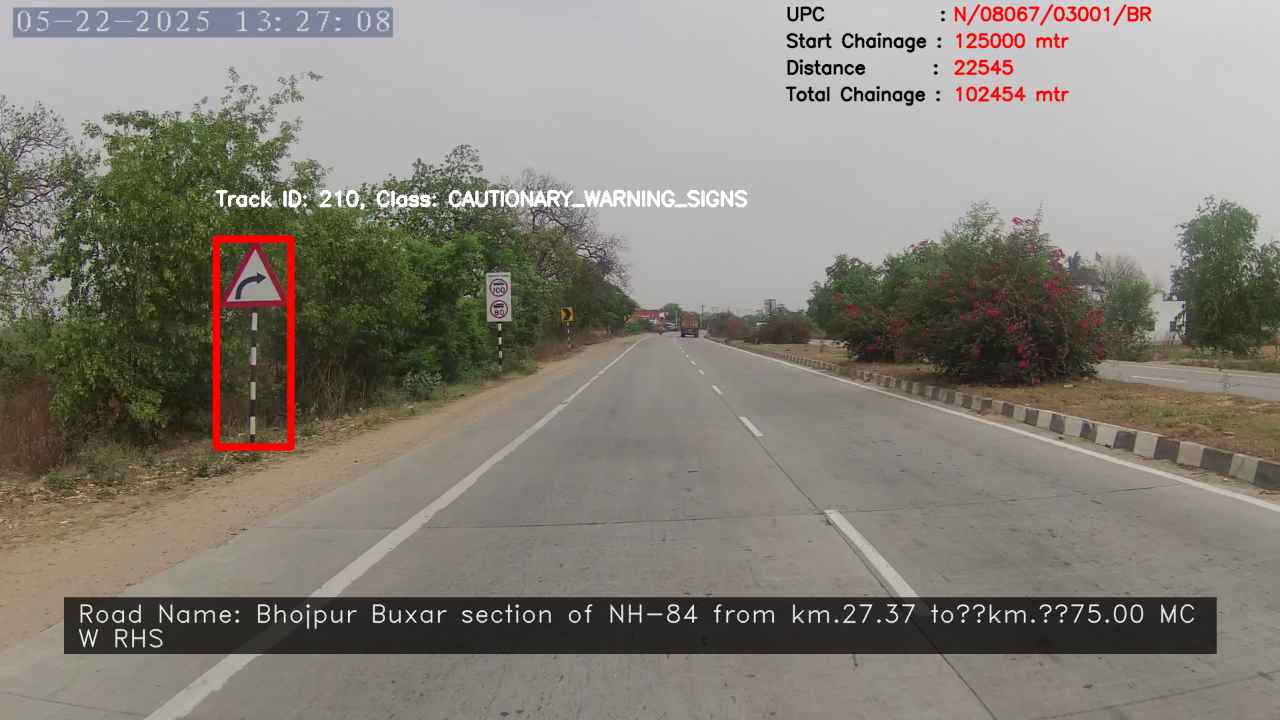 05-22-2025 13:27:08
UPC : N/08067/03001/BR
Start Chainage : 125000 mtr
Distance : 22545
Total Chainage : 102454 mtr
Track ID: 210, Class: CAUTIONARY_WARNING_SIGNS
100
80
Road Name: Bhojpur Buxar section of NH-84 from km.27.37 to??km.??75.00 MC
W RHS